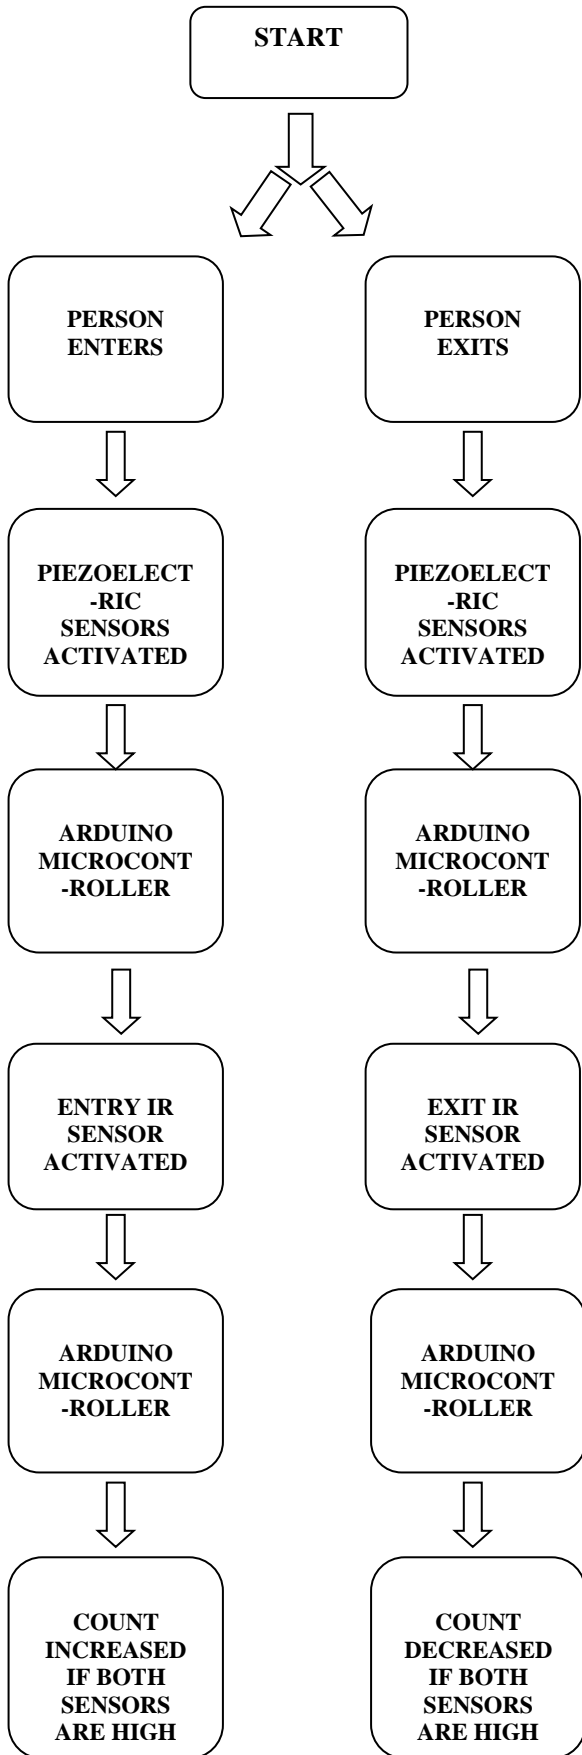 START
PERSON
ENTERS
PERSON
EXITS
PIEZOELECT
-RIC
SENSORS
ACTIVATED
PIEZOELECT
-RIC
SENSORS
ACTIVATED
ARDUINO
MICROCONT
-ROLLER
ARDUINO
MICROCONT
-ROLLER
ENTRY IR
SENSOR
ACTIVATED
EXIT IR
SENSOR
ACTIVATED
ARDUINO
MICROCONT
-ROLLER
ARDUINO
MICROCONT
-ROLLER
COUNT
INCREASED
IF BOTH
SENSORS
ARE HIGH
COUNT
DECREASED
IF BOTH
SENSORS
ARE HIGH